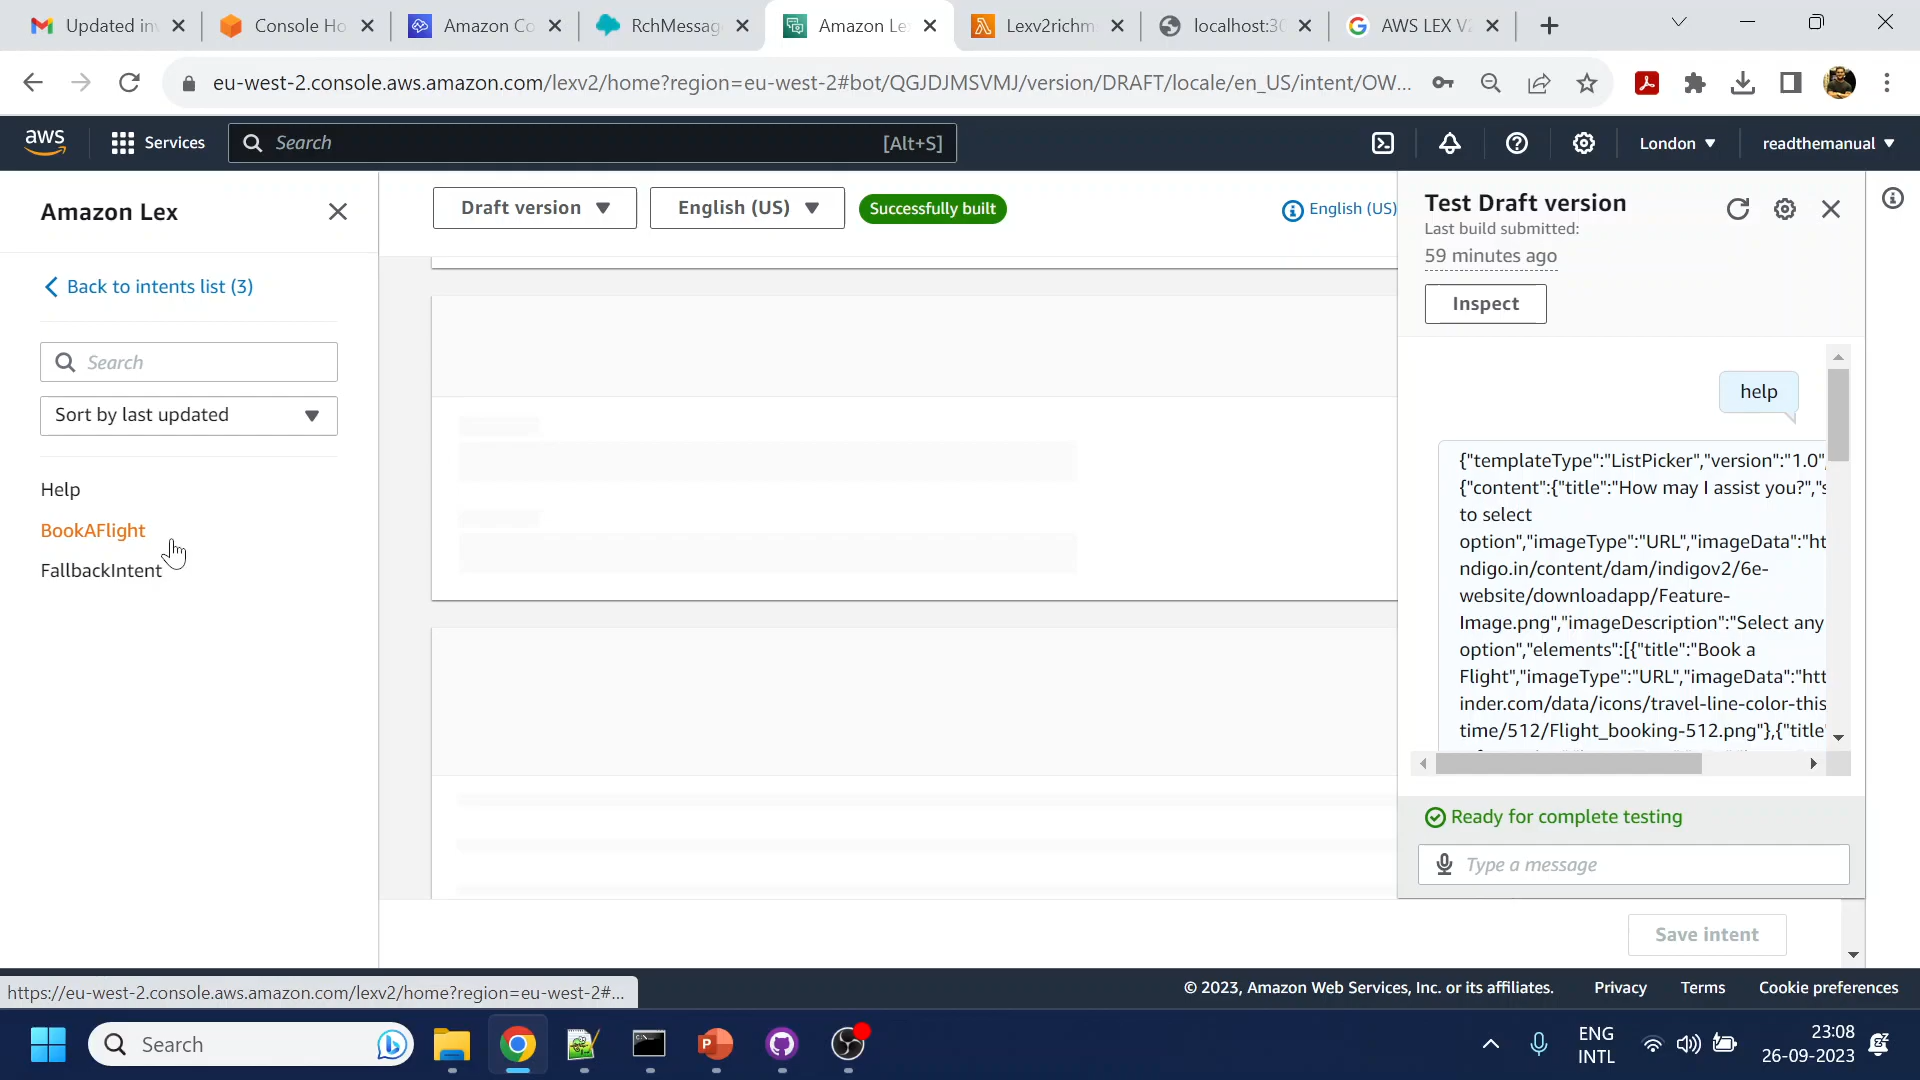 Updated in
Console Ho
Amazon Co
RchMessag
Amazon Le
Lexv2richm
localhost:30
AWS LEX V2
eu-west-2.console.aws.amazon.com/lexv2/home?region=eu-west-2#bot/QGJDJMSVMJ/version/DRAFT/locale/en_US/intent/OW...
aws
Services
Search
[Alt+S]
London
readthemanual
Amazon Lex
Draft version
English (US)
Successfully built
English (US)
Test Draft version
Last build submitted:
59 minutes ago
Inspect
Back to intents list (3)
Search
Sort by last updated
Help
BookAFlight
FallbackIntent
help
{"templateType":"ListPicker","version":"1.0",
{"content":{"title":"How may I assist you?","s
to select
option","imageType":"URL","imageData":"ht
ndigo.in/content/dam/indigov2/6e-
website/downloadapp/Feature-
Image.png","imageDescription":"Select any
option","elements":[{"title":"Book a
Flight","imageType":"URL","imageData":"htt
inder.com/data/icons/travel-line-color-this
time/512/Flight_booking-512.png"},{"title"
Ready for complete testing
Type a message
Save intent
https://eu-west-2.console.aws.amazon.com/lexv2/home?region=eu-west-2#...
© 2023, Amazon Web Services, Inc. or its affiliates.
Privacy
Terms
Cookie preferences
Search
ENG
INTL
23:08
26-09-2023